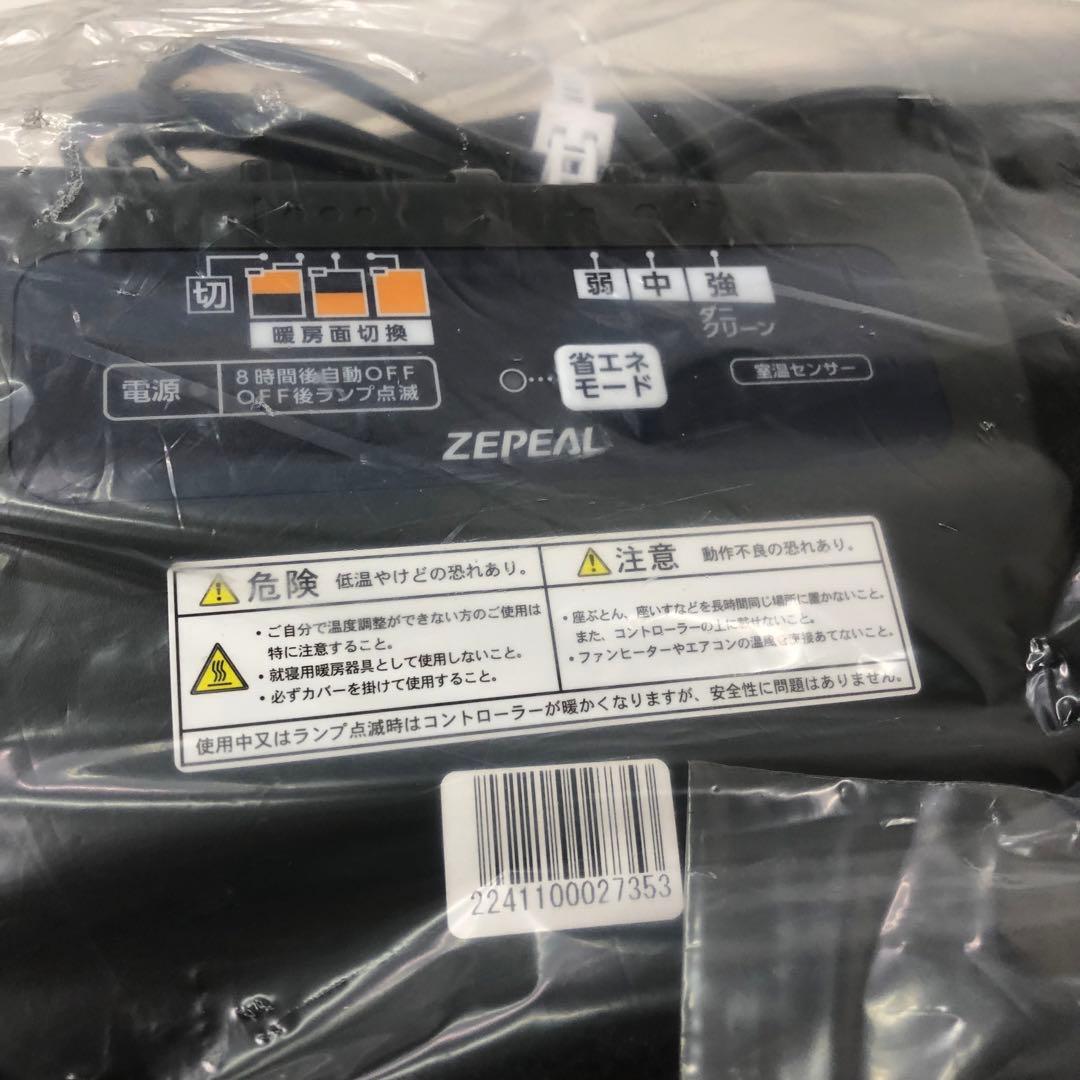 切
暖房面切換
弱 中 強
ダニ
クリーン
電源
8時間後自動OFF
OFF後ランプ点滅
省エネ
モード
室温センサー
ZEPEAL
危険 低温やけどの恐れあり。
・ご自分で温度調整ができない方のご使用は
特に注意すること。
・就寝用暖房器具として使用しないこと。
・必ずカバーを掛けて使用すること。
注意 動作不良の恐れあり。
・座ぶとん、座いすなどを長時間同じ場所に置かないこと。
また、コントローラーの上に載せないこと。
・ファンヒーターやエアコンの温風を直接あてないこと。
使用中又はランプ点滅時はコントローラーが暖かくなりますが、安全性に問題はありません。
2241100027353